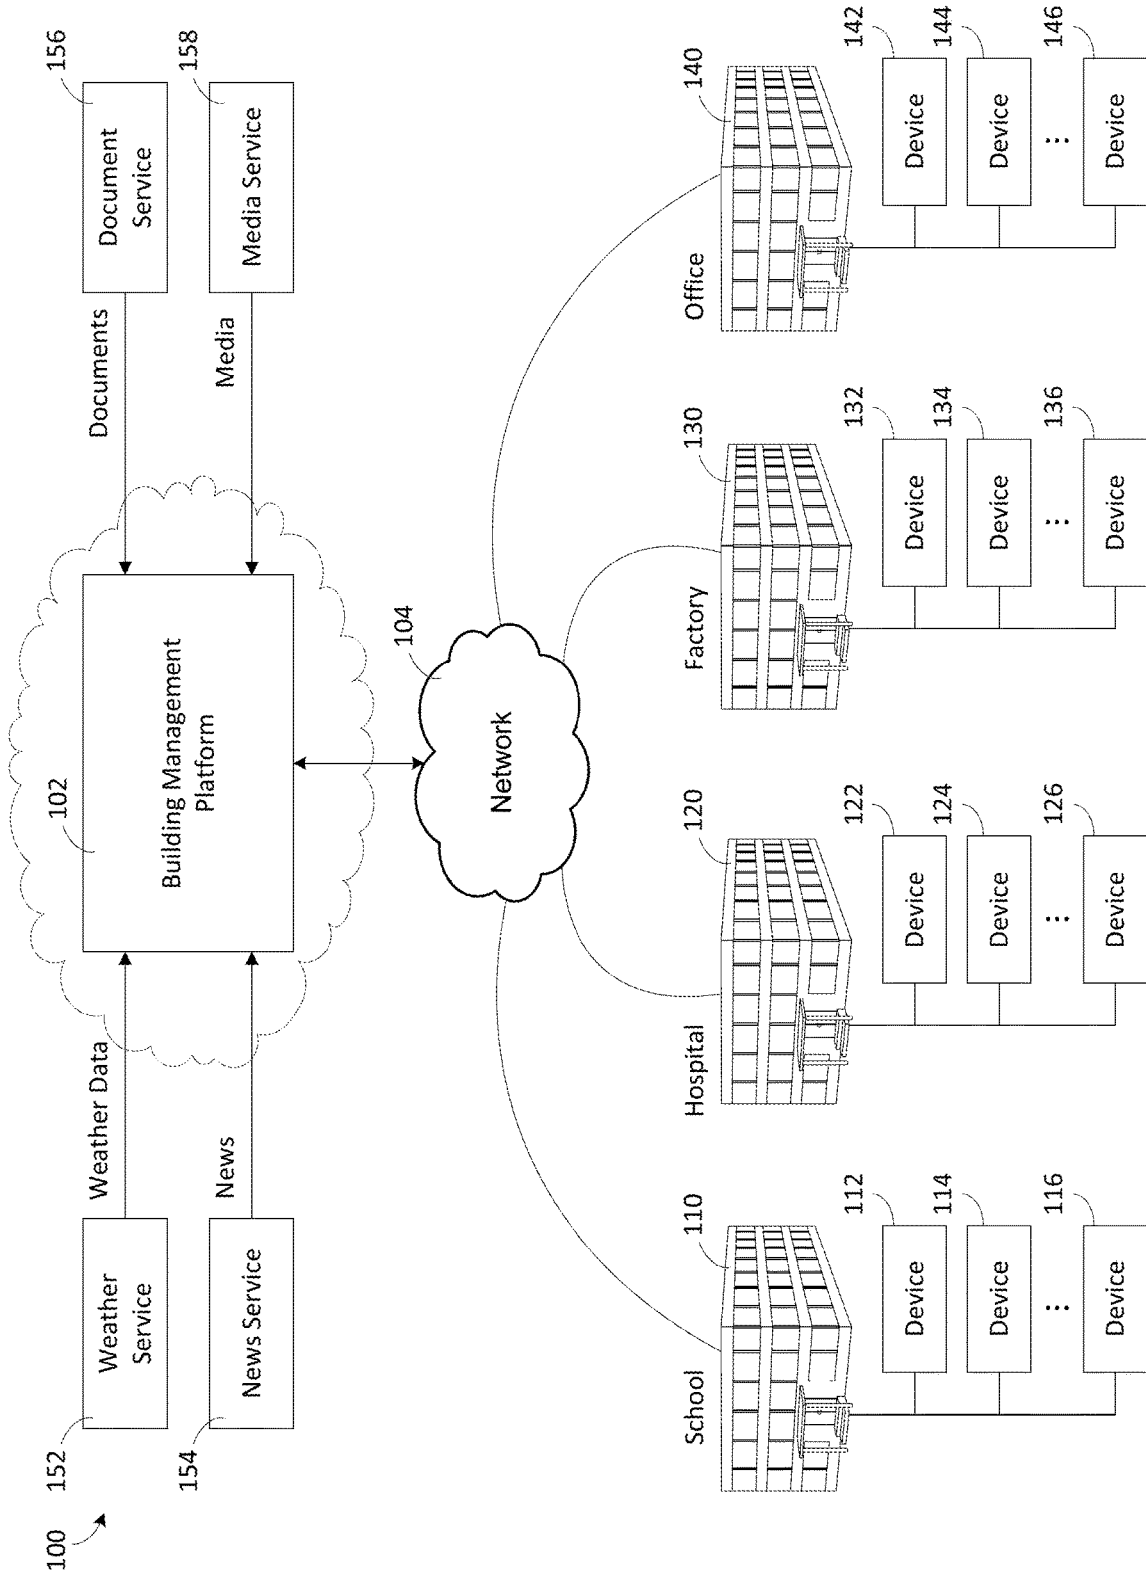 100
152
Weather
Service
154
News Service
Weather Data
News
102
Building Management
Platform
Documents
Media
156
Document
Service
158
Media Service
104
Network
School
110
Hospital
120
Factory
130
Office
140
Device
112
Device
114
...
Device
116
Device
122
Device
124
...
Device
126
Device
132
Device
134
...
Device
136
Device
142
Device
144
...
Device
146